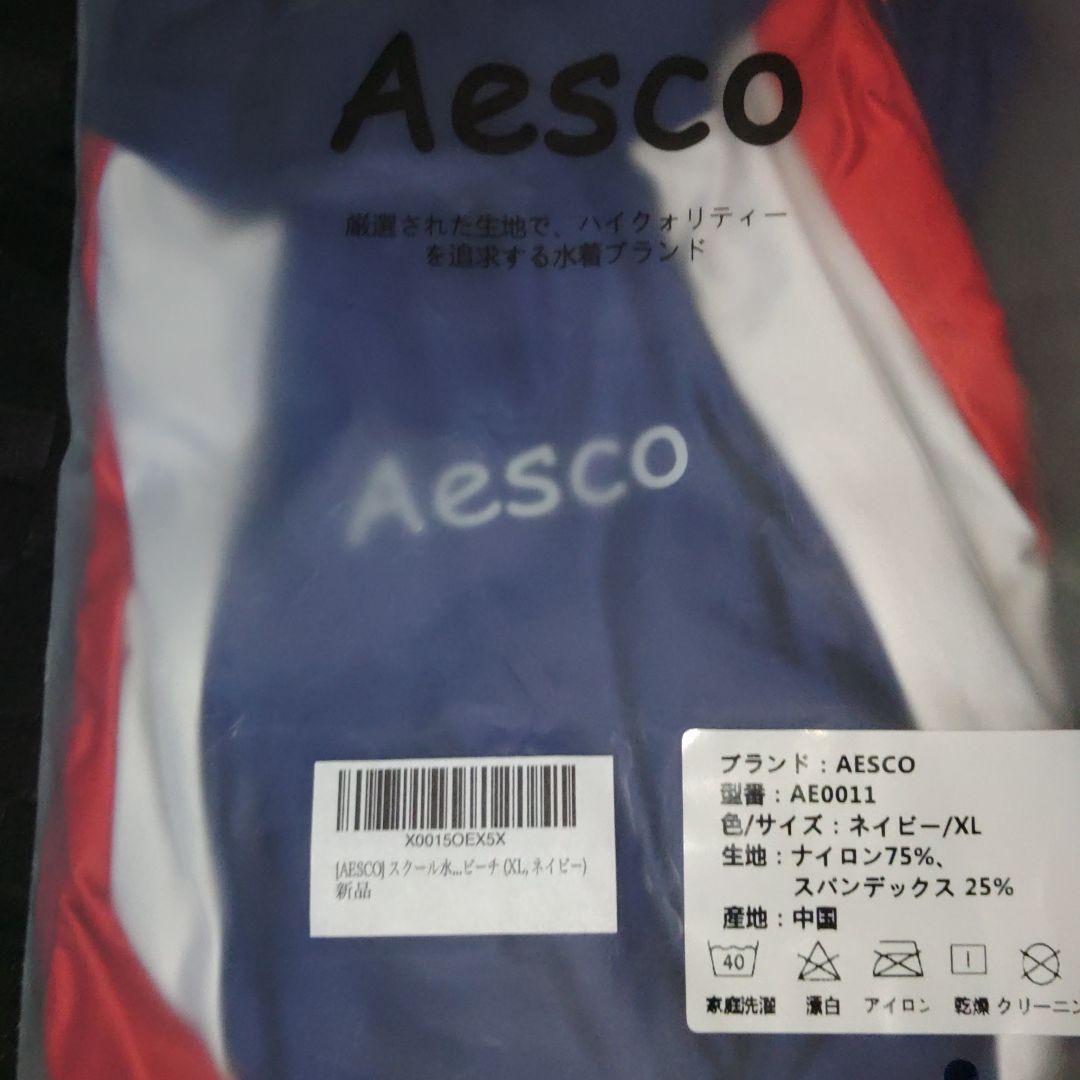 Aesco
厳選された生地で、ハイクォリティー
を追求する水着ブランド
Aesco
X0015OEX5X
[AESCO] スクール水...ビーチ (XL, ネイビー)
新品
ブランド：AESCO
型番：AE0011
色/サイズ：ネイビー/XL
生地：ナイロン75%、
スパンデックス 25%
産地：中国
40
家庭洗濯 漂白 アイロン 乾燥 クリーニン